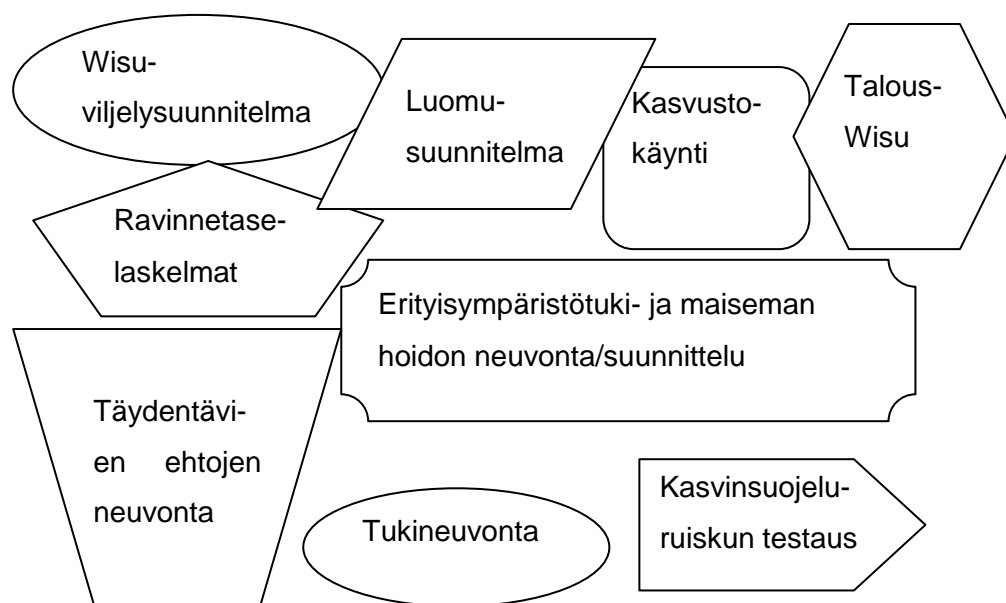 Wisu-
viljelysuunnitelma
Luomu-
suunnitelma
Kasvusto-
käynti
Talous-
Wisu
Ravinnetase-
laskelmat
Erityisympäristötuki- ja maiseman
hoidon neuvonta/suunnittelu
Täydentävi-
en ehtojen
neuvonta
Tukineuvonta
Kasvinsuojelu-
ruiskun testaus